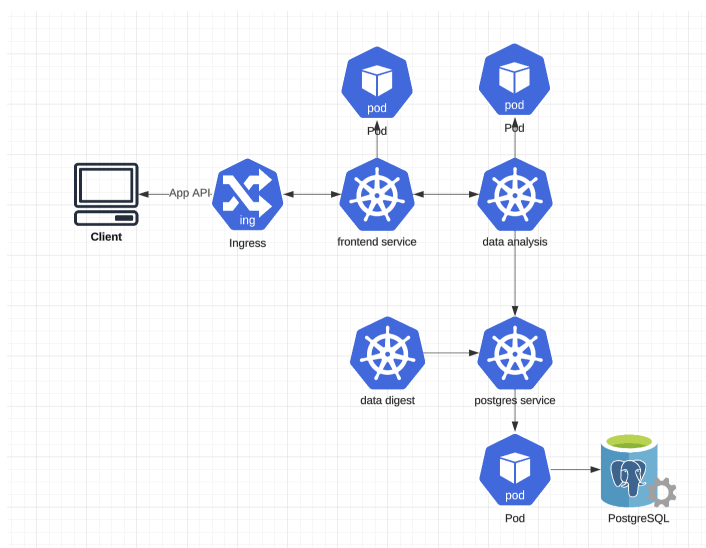 pod
Pod
pod
Pod
App API
Client
ing
Ingress
frontend service
data analysis
data digest
postgres service
pod
Pod
PostgreSQL